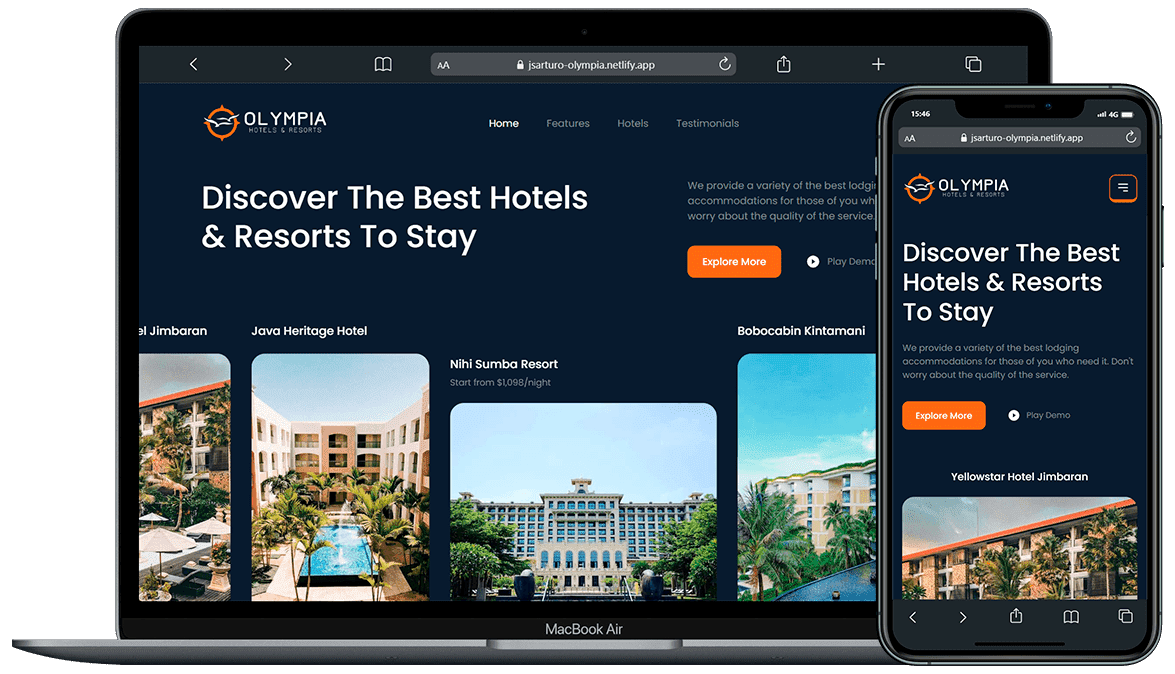 AA jsarturo-olympia.netlify.app
OLYMPIA
HOTELS & RESORTS
Home Features Hotels Testimonials
Discover The Best Hotels
& Resorts To Stay
We provide a variety of the best lodgin
accommodations for those of you wh
worry about the quality of the service.
Explore More
Play Demo
el Jimbaran
Java Heritage Hotel
Nihi Sumba Resort
Start from $1,098/night
Bobocabin Kintamani
MacBook Air
15:46 4G
AA jsarturo-olympia.netlify.app
OLYMPIA
HOTELS & RESORTS
Discover The Best
Hotels & Resorts
To Stay
We provide a variety of the best lodging
accommodations for those of you who need it. Don't
worry about the quality of the service.
Explore More
Play Demo
Yellowstar Hotel Jimbaran